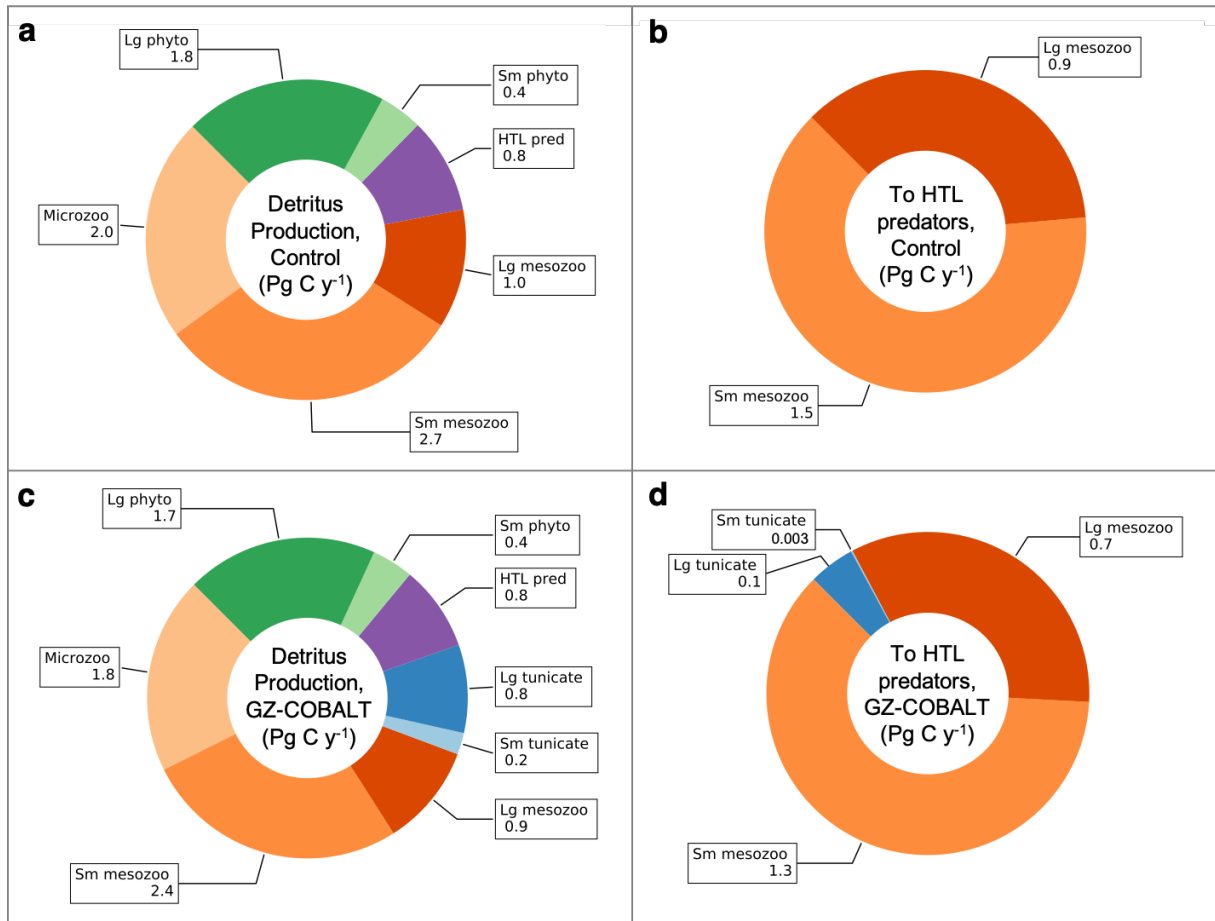 a
Lg phyto
1.8
Sm phyto
0.4
HTL pred
0.8
Microzoo
2.0
Detritus
Production,
Control
(Pg C y⁻¹)
Lg mesozoo
1.0
Sm mesozoo
2.7
b
Lg mesozoo
0.9
To HTL
predators,
Control
(Pg C y⁻¹)
Sm mesozoo
1.5
c
Lg phyto
1.7
Sm phyto
0.4
HTL pred
0.8
Microzoo
1.8
Detritus
Production,
GZ-COBALT
(Pg C y⁻¹)
Lg tunicate
0.8
Sm tunicate
0.2
Lg mesozoo
0.9
Sm mesozoo
2.4
d
Sm tunicate
0.003
Lg mesozoo
0.7
Lg tunicate
0.1
To HTL
predators,
GZ-COBALT
(Pg C y⁻¹)
Sm mesozoo
1.3